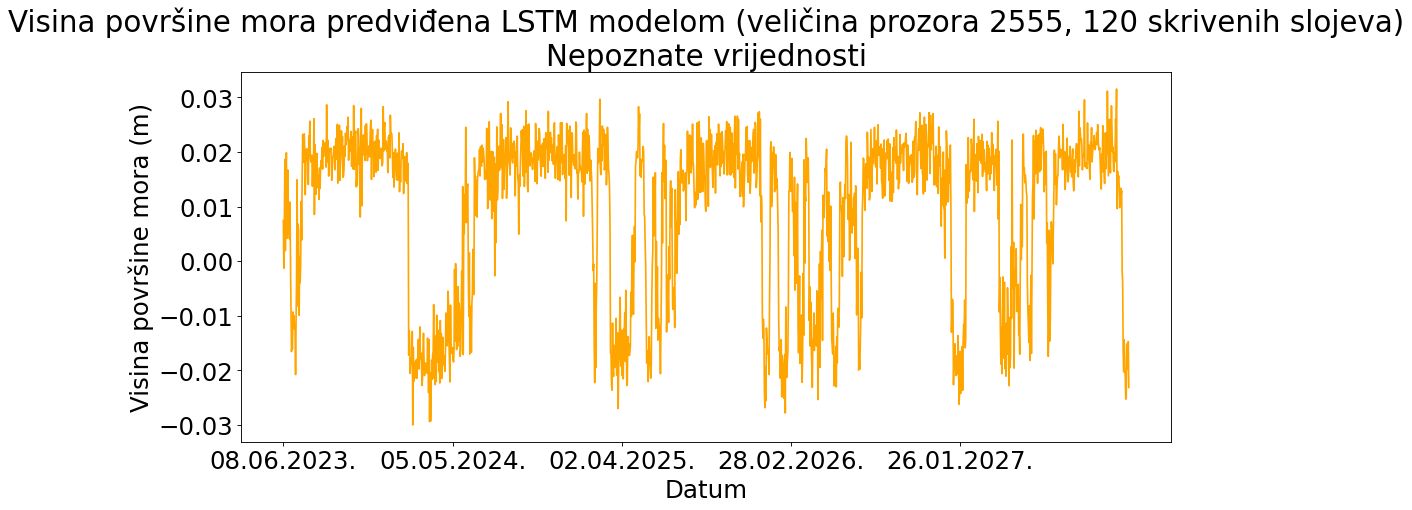 Visina površine mora predviđena LSTM modelom (veličina prozora 2555, 120 skrivenih slojeva)
Nepoznate vrijednosti
Visina površine mora (m)
0.03
0.02
0.01
0.00
−0.01
−0.02
−0.03
08.06.2023. 05.05.2024. 02.04.2025. 28.02.2026. 26.01.2027.
Datum